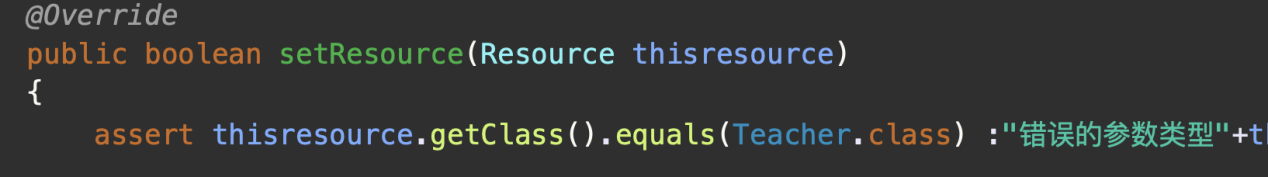 @Override
public boolean setResource(Resource thisresource)
{
assert thisresource.getClass().equals(Teacher.class) :"错误的参数类型"+